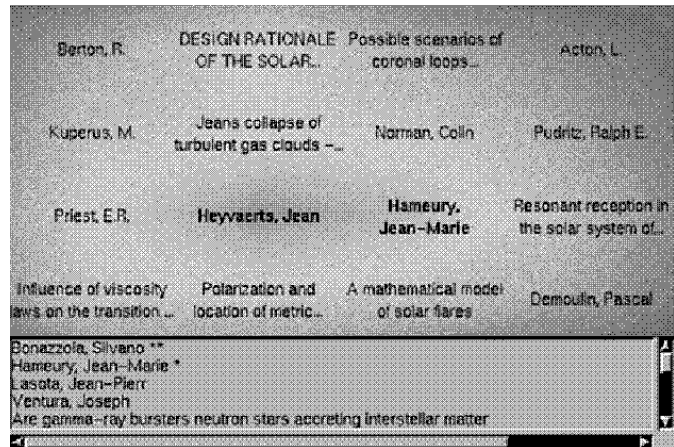 Berton, R.
DESIGN RATIONALE
OF THE SOLAR...
Possible scenarios of
coronal loops...
Acton, L.
Kuperus, M.
Jeans collapse of
turbulent gas clouds –...
Norman, Colin
Pudritz, Ralph E.
Priest, E.R.
Heyvaerts, Jean
Hameury,
Jean-Marie
Resonant reception in
the solar system of...
Influence of viscosity
laws on the transition...
Polarization and
location of metric...
A mathematical model
of solar flares
Demoulin, Pascal
Bonazzola, Silvano **
Hameury, Jean-Marie *
Lasota, Jean-Pierr
Ventura, Joseph
Are gamma-ray bursters neutron stars accreting interstellar matter